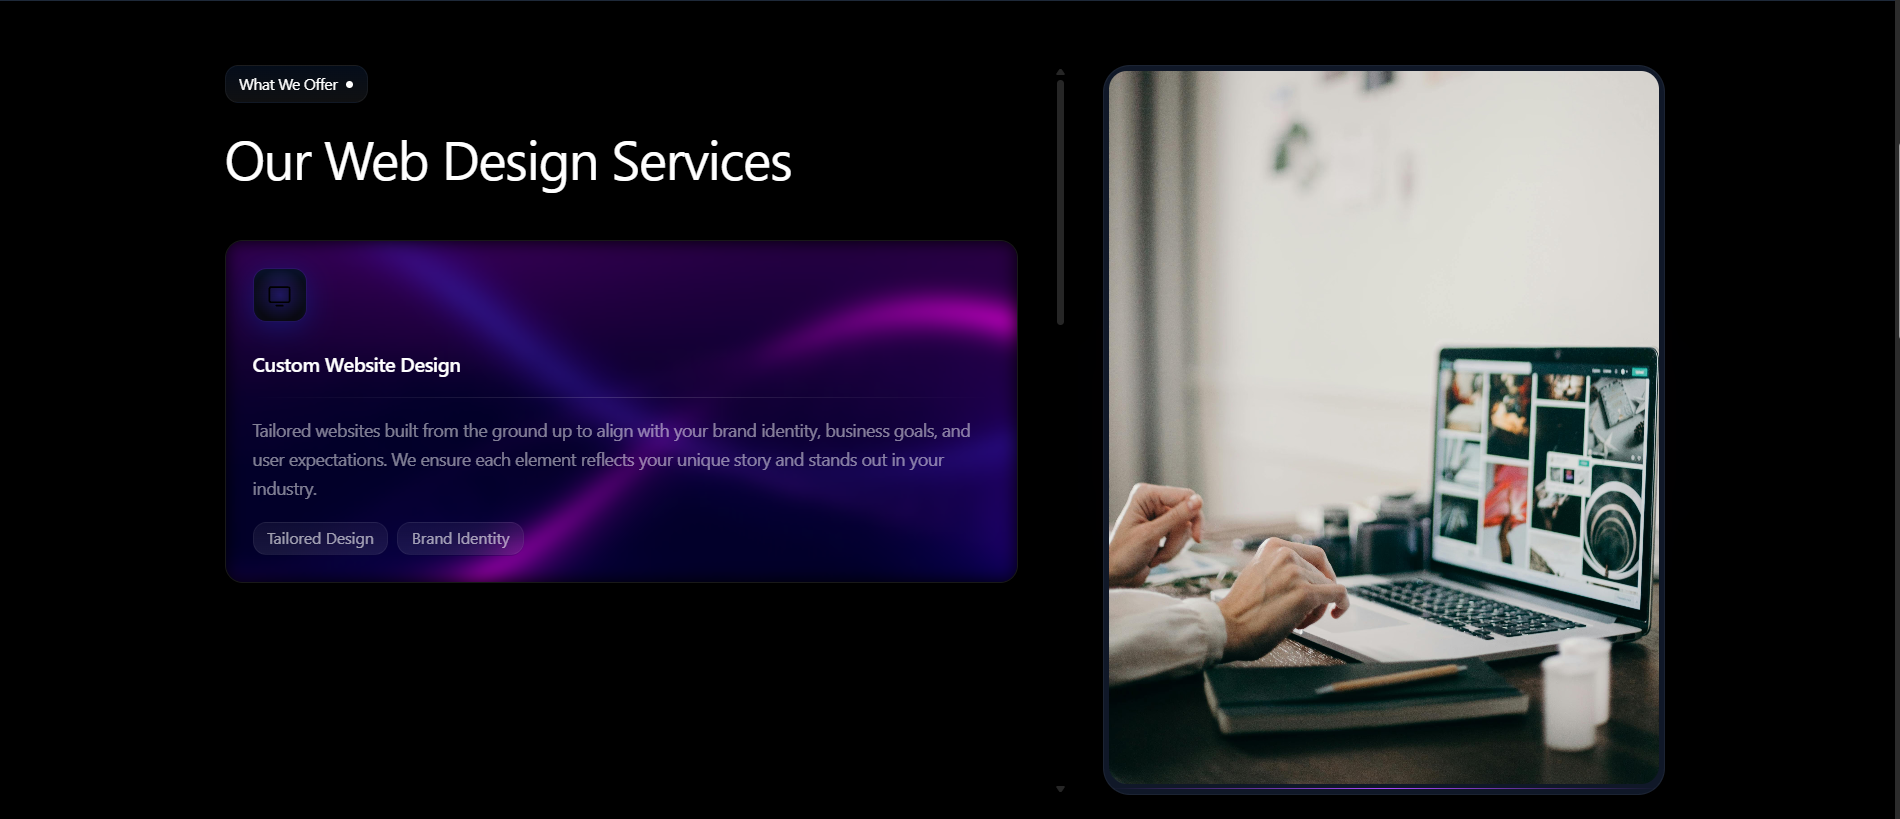 What We Offer
Our Web Design Services
Custom Website Design
Tailored websites built from the ground up to align with your brand identity, business goals, and
user expectations. We ensure each element reflects your unique story and stands out in your
industry.
Tailored Design
Brand Identity